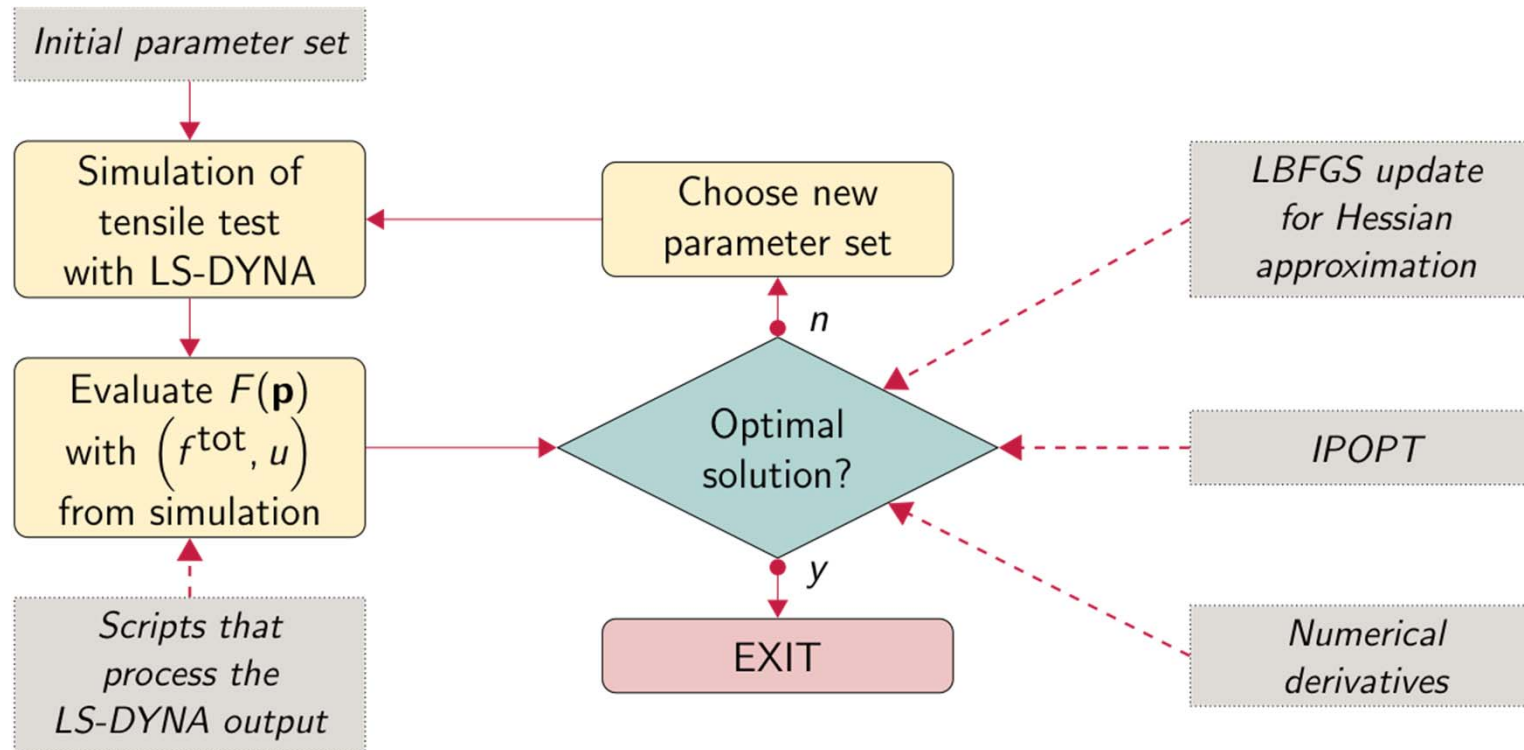 Initial parameter set
Simulation of
tensile test
with LS-DYNA
Evaluate F(p)
with (f^tot, u)
from simulation
Scripts that
process the
LS-DYNA output
Choose new
parameter set
n
Optimal
solution?
y
EXIT
LBFGS update
for Hessian
approximation
IPOPT
Numerical
derivatives